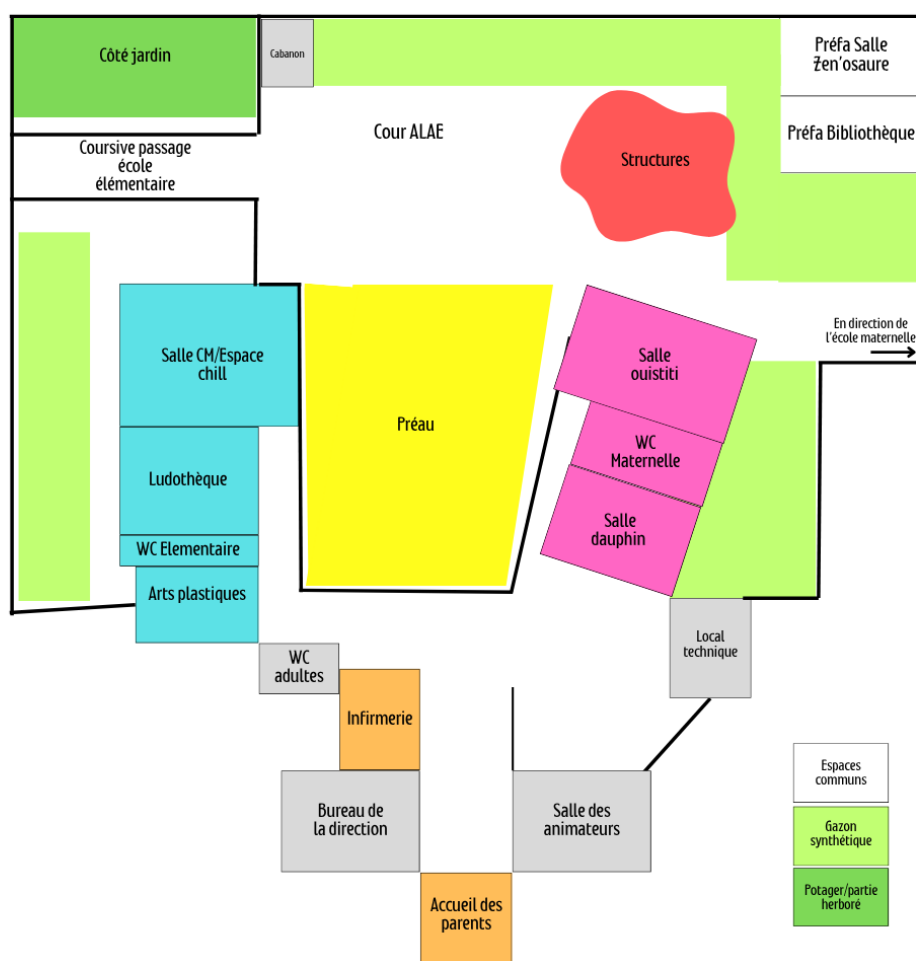 Côté jardin
Cabanon
Préfa Salle
Zen'osaure
Cour ALAE
Structures
Préfa Bibliothèque
Coursive passage
école
élémentaire
En direction de
l'école maternelle
Salle CM/Espace
chill
Préau
Salle
ouistiti
WC
Maternelle
Ludothèque
Salle
dauphin
WC Elementaire
Arts plastiques
WC
adultes
Local
technique
Infirmerie
Bureau de
la direction
Salle des
animateurs
Accueil des
parents
Espaces
communs
Gazon
synthétique
Potager/partie
herboré